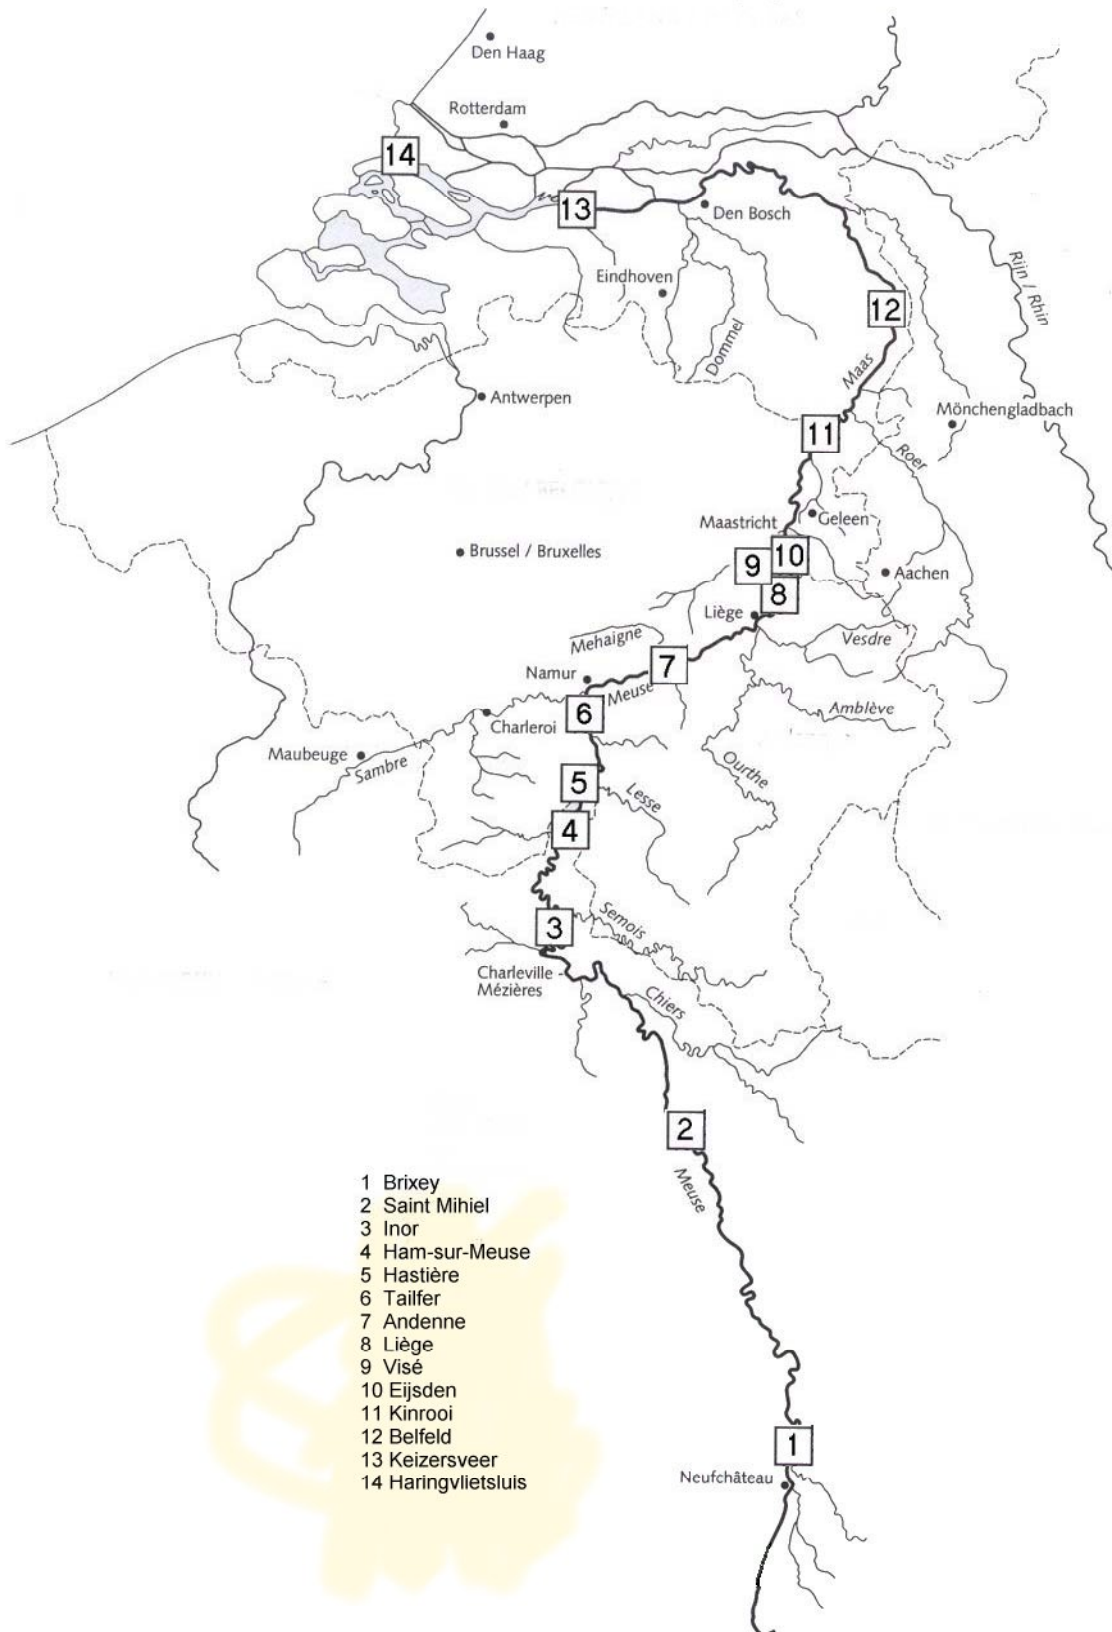 Den Haag
Rotterdam
14
13
Den Bosch
Rijn / Rhin
Eindhoven
12
Dommel
Maas
Antwerpen
Mönchengladbach
11
Roer
Maastricht
Geleen
Brussel / Bruxelles
10
9
Aachen
8
Liège
Mehaigne
Vesdre
7
Namur
Meuse
6
Amblève
Charleroi
Maubeuge
Sambre
Ourthe
5
Lesse
4
Semois
3
Charleville -
Mézières
Chiers
2
Meuse
1 Brixey
2 Saint Mihiel
3 Inor
4 Ham-sur-Meuse
5 Hastière
6 Tailfer
7 Andenne
8 Liège
9 Visé
10 Eijsden
11 Kinrooi
12 Belfeld
13 Keizersveer
14 Haringvlietsluis
1
Neufchâteau